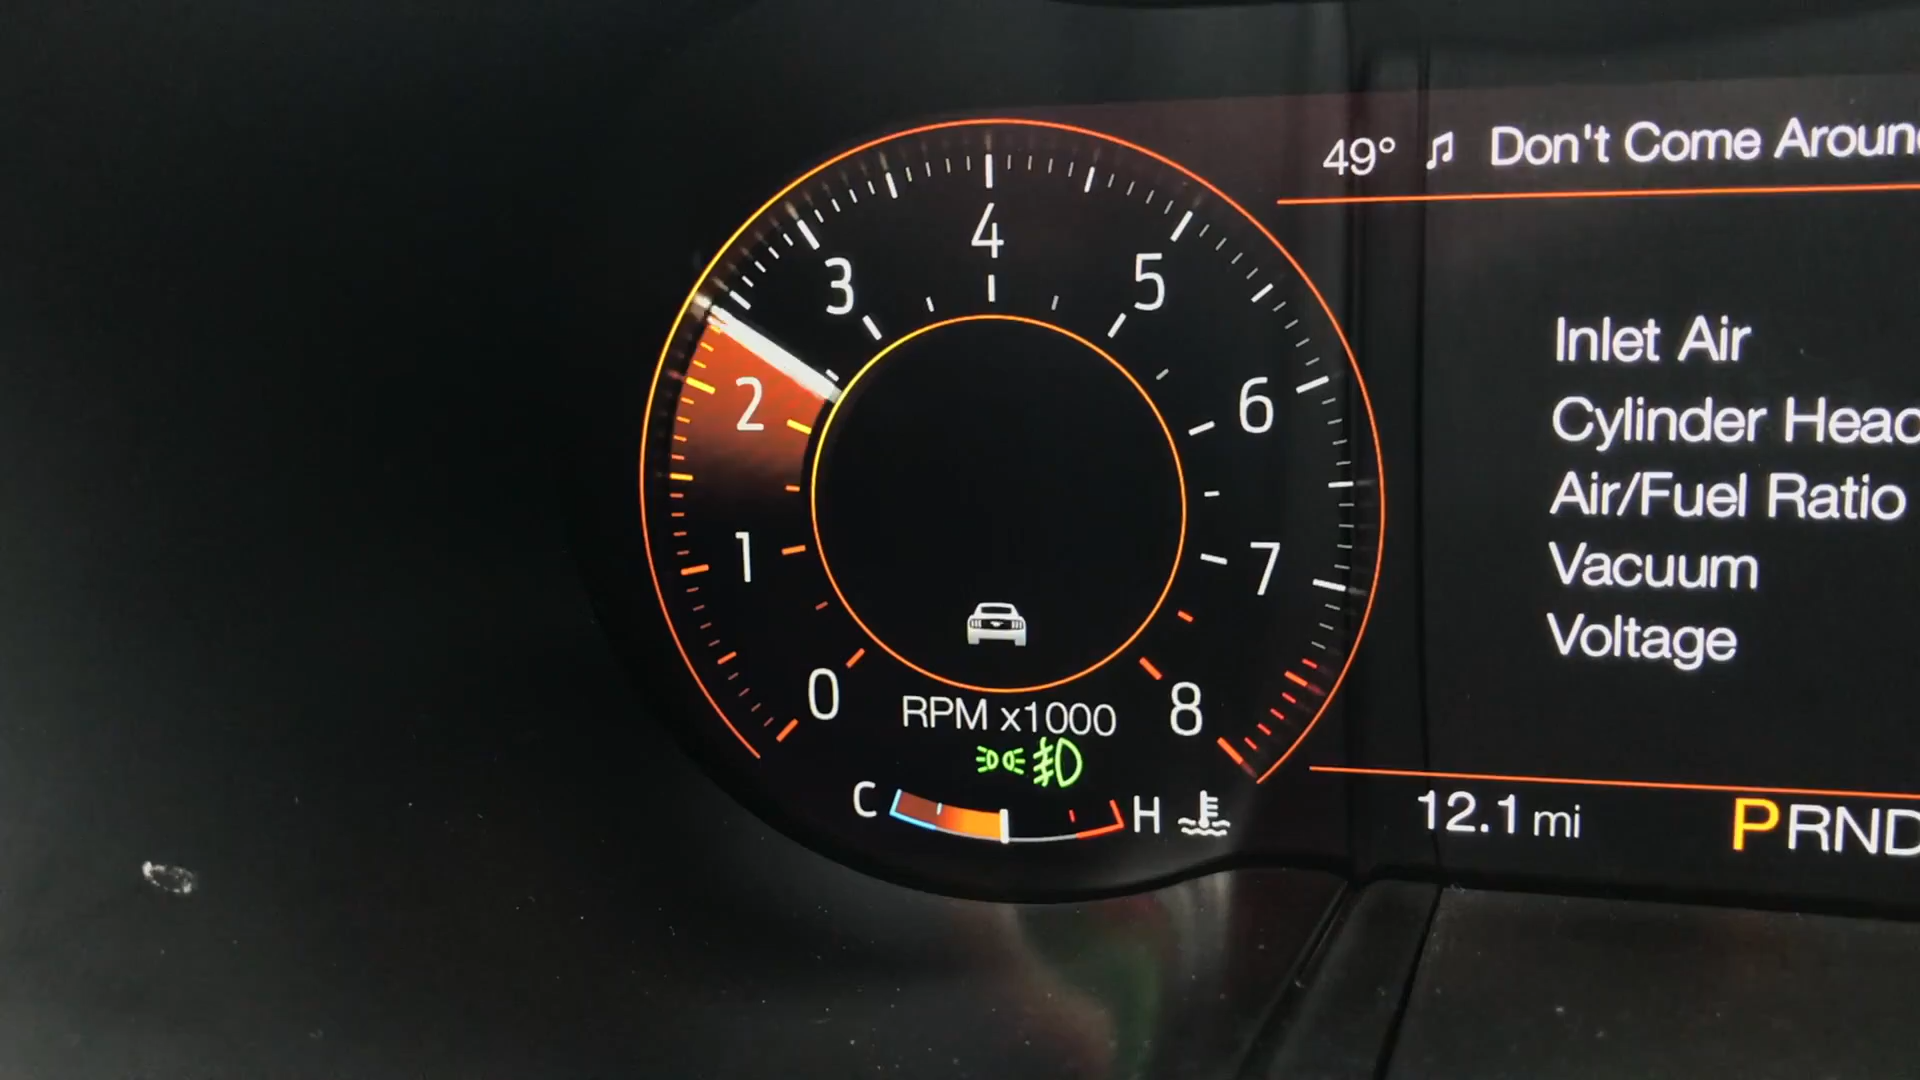 49° Don't Come Aroun
4
3
5
2
6
1
7
0
8
RPM x1000
C
H
Inlet Air
Cylinder Head
Air/Fuel Ratio
Vacuum
Voltage
12.1 mi
PRND